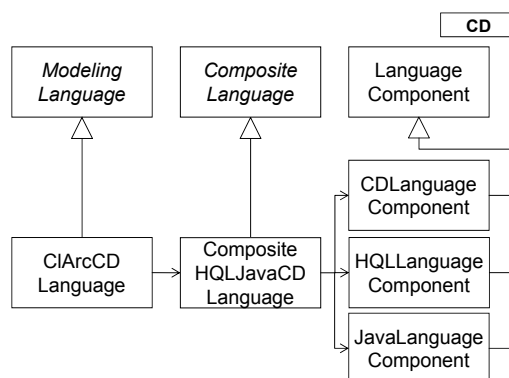 CD
Modeling
Language
Composite
Language
Language
Component
CDLanguage
Component
ClArcCD
Language
Composite
HQLJavaCD
Language
HQLLanguage
Component
JavaLanguage
Component